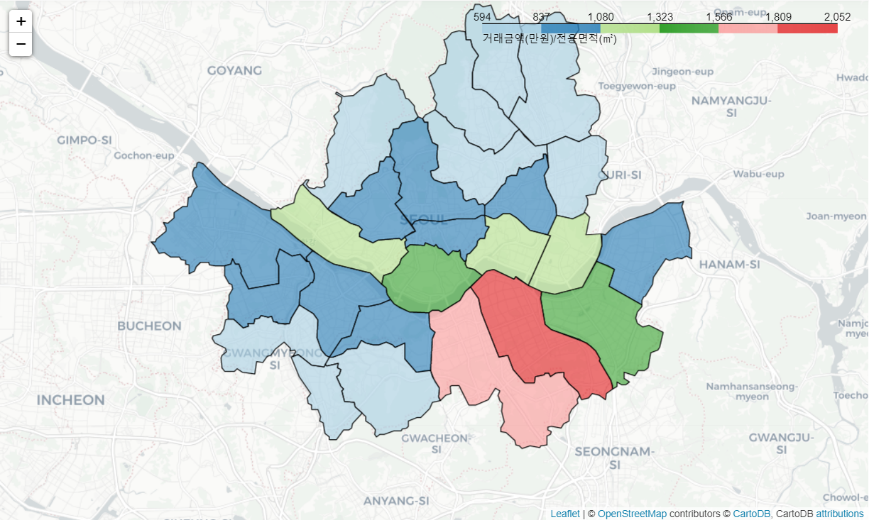 +
−
594 837 1,080 1,323 1,566 1,809 2,052
거래금액(만원)/전용면적(㎡)
Onam-eup
GOYANG
Jingeon-eup
Toegyewon-eup
NAMYANGJU-
SI
GIMPO-SI
Gochon-eup
GURI-SI
Wabu-eup
Joan-myeon
SEOUL
HANAM-SI
BUCHEON
GWANGMYEONG-
SI
INCHEON
Namhansanseong-
myeon
GWACHEON-
SI
GWANGJU-
SI
SEONGNAM-
SI
ANYANG-SI
Leaflet | © OpenStreetMap contributors © CartoDB, CartoDB attributions